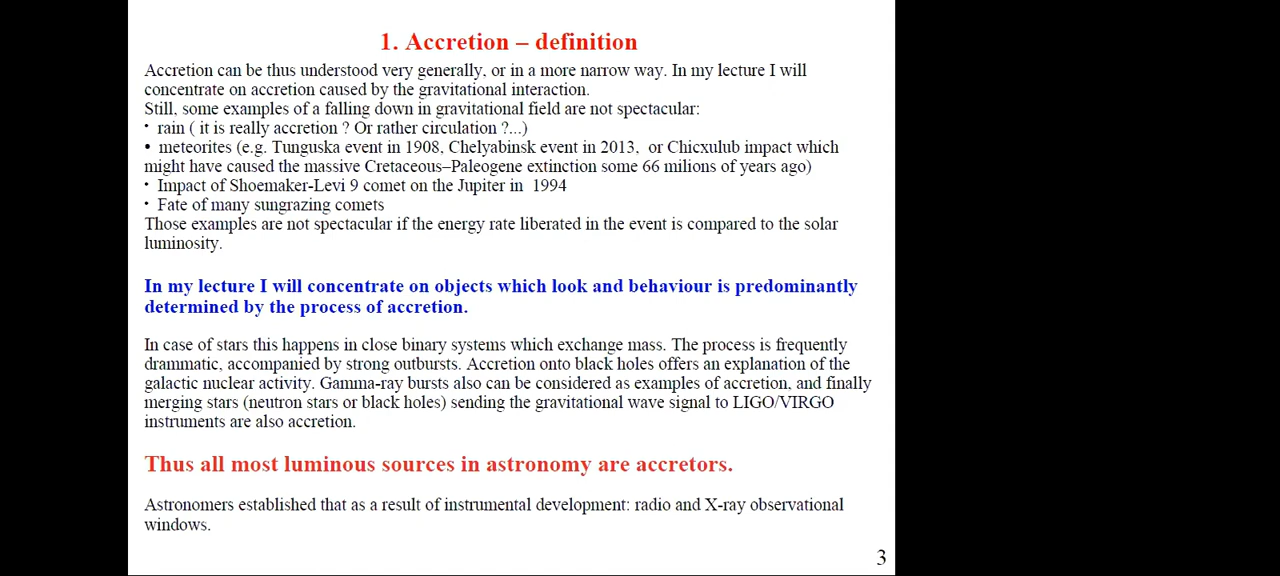 1. Accretion – definition
Accretion can be thus understood very generally, or in a more narrow way. In my lecture I will
concentrate on accretion caused by the gravitational interaction.
Still, some examples of a falling down in gravitational field are not spectacular:
• rain ( it is really accretion ? Or rather circulation ?...)
• meteorites (e.g. Tunguska event in 1908, Chelyabinsk event in 2013,  or Chicxulub impact which
might have caused the massive Cretaceous–Paleogene extinction some 66 milions of years ago)
• Impact of Shoemaker-Levi 9 comet on the Jupiter in  1994
• Fate of many sungrazing comets
Those examples are not spectacular if the energy rate liberated in the event is compared to the solar
luminosity.
In my lecture I will concentrate on objects which look and behaviour is predominantly
determined by the process of accretion.
In case of stars this happens in close binary systems which exchange mass. The process is frequently
drammatic, accompanied by strong outbursts. Accretion onto black holes offers an explanation of the
galactic nuclear activity. Gamma-ray bursts also can be considered as examples of accretion, and finally
merging stars (neutron stars or black holes) sending the gravitational wave signal to LIGO/VIRGO
instruments are also accretion.
Thus all most luminous sources in astronomy are accretors.
Astronomers established that as a result of instrumental development: radio and X-ray observational
windows.
3